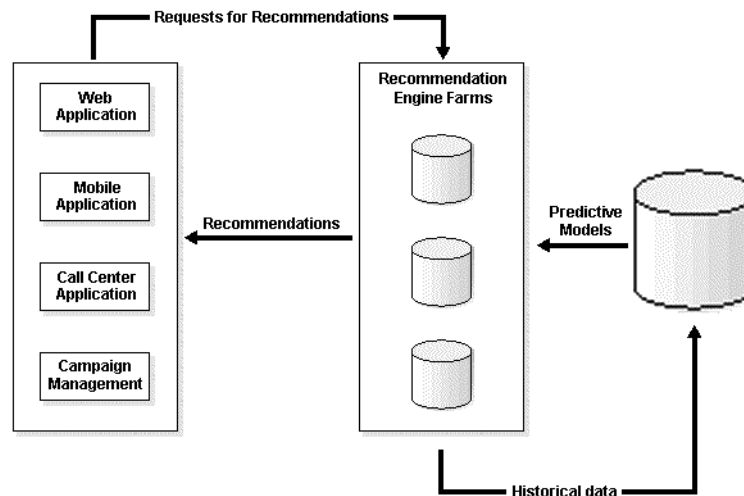 Requests for Recommendations
Web
Application
Mobile
Application
Call Center
Application
Campaign
Management
Recommendations
Recommendation
Engine Farms
Predictive
Models
Historical data